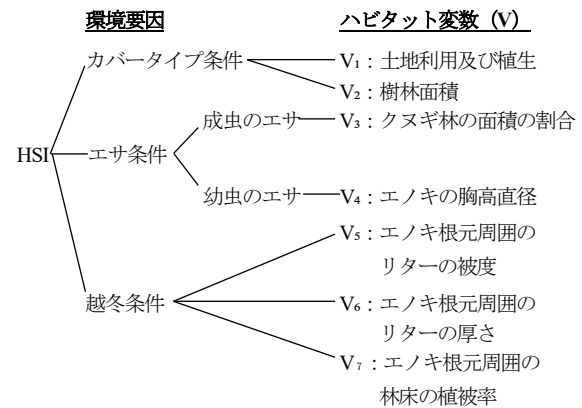 環境要因 ハビタット変数（V）
カバータイプ条件 V₁：土地利用及び植生
V₂：樹林面積
成虫のエサ V₃：クヌギ林の面積の割合
HSI エサ条件
幼虫のエサ V₄：エノキの胸高直径
V₅：エノキ根元周囲の
リターの被度
越冬条件 V₆：エノキ根元周囲の
リターの厚さ
V₇：エノキ根元周囲の
林床の植被率